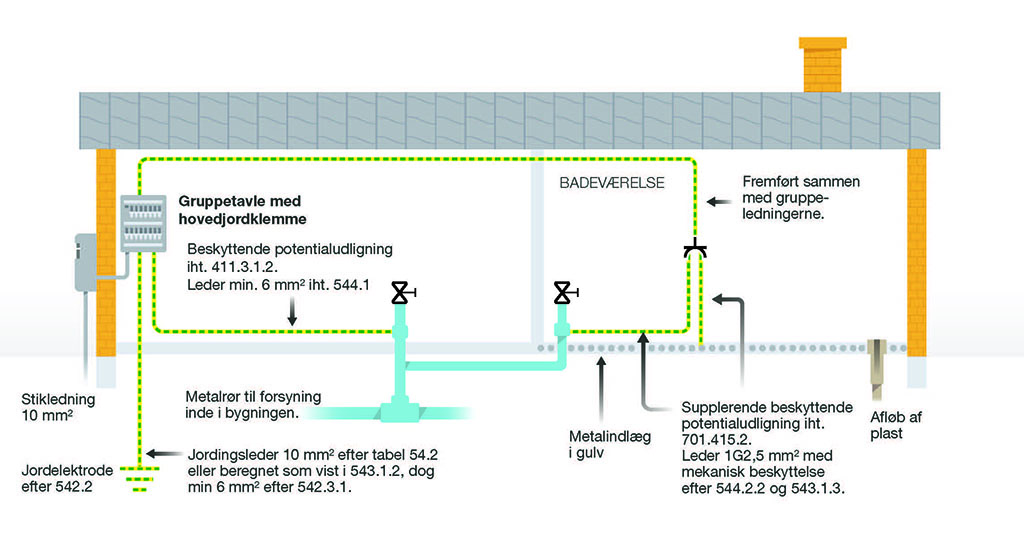 BADEVÆRELSE
Fremført sammen
med gruppe-
ledningerne.
Gruppetavle med
hovedjordklemme
Beskyttende potentialudligning
iht. 411.3.1.2.
Leder min. 6 mm² iht. 544.1
Stikledning
10 mm²
Metalrør til forsyning
inde i bygningen.
Metalindlæg
i gulv
Supplerende beskyttende
potentialudligning iht.
701.415.2.
Leder 1G2,5 mm² med
mekanisk beskyttelse
efter 544.2.2 og 543.1.3.
Afløb af
plast
Jordelektrode
efter 542.2
Jordingsleder 10 mm² efter tabel 54.2
eller beregnet som vist i 543.1.2, dog
min 6 mm² efter 542.3.1.